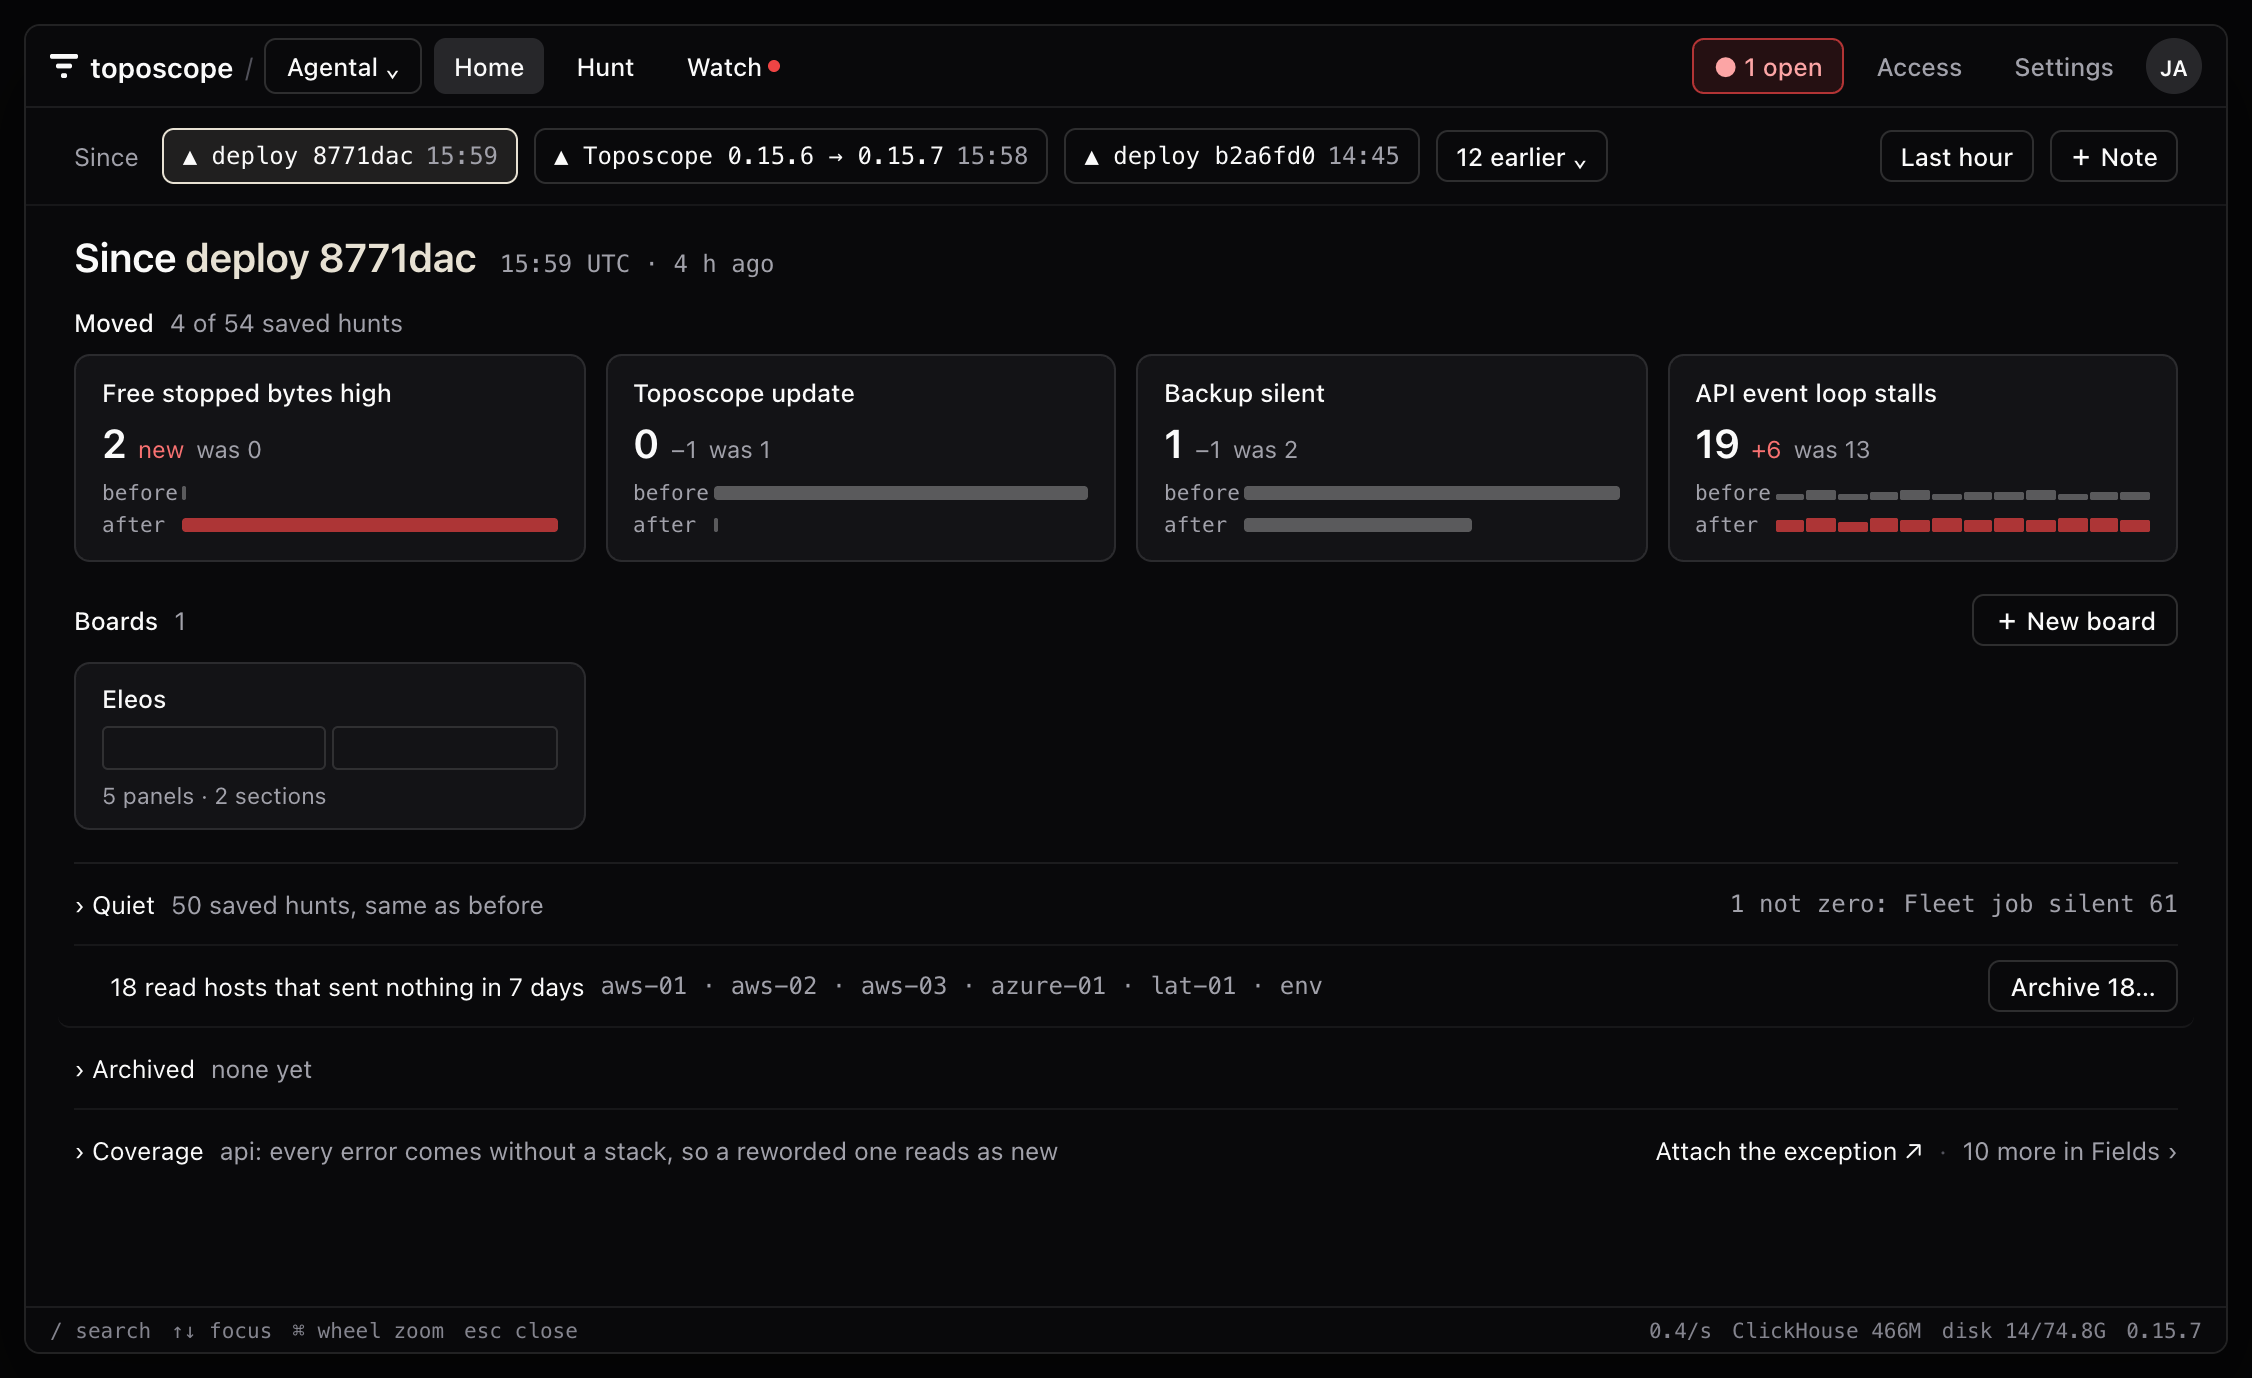 toposcope / Agental ⌄ Home Hunt Watch 1 open Access Settings JA
Since ▲ deploy 8771dac 15:59 ▲ Toposcope 0.15.6 → 0.15.7 15:58 ▲ deploy b2a6fd0 14:45 12 earlier ⌄ Last hour + Note
Since deploy 8771dac 15:59 UTC · 4 h ago
Moved 4 of 54 saved hunts
Free stopped bytes high
2 new was 0
before
after
Toposcope update
0 −1 was 1
before
after
Backup silent
1 −1 was 2
before
after
API event loop stalls
19 +6 was 13
before
after
Boards 1 + New board
Eleos
5 panels · 2 sections
› Quiet 50 saved hunts, same as before 1 not zero: Fleet job silent 61
18 read hosts that sent nothing in 7 days aws-01 · aws-02 · aws-03 · azure-01 · lat-01 · env Archive 18…
› Archived none yet
› Coverage api: every error comes without a stack, so a reworded one reads as new Attach the exception ↗ · 10 more in Fields ›
/ search ↑↓ focus ⌘ wheel zoom esc close 0.4/s ClickHouse 466M disk 14/74.8G 0.15.7